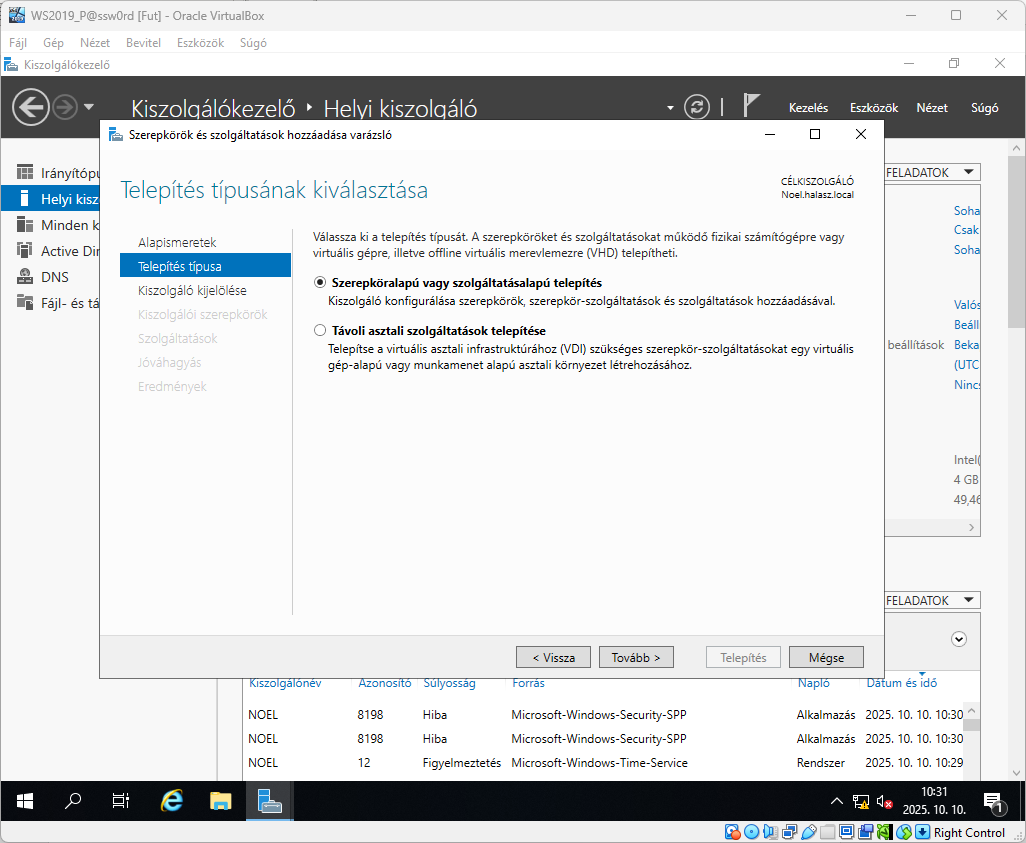 WS2019_P@ssw0rd [Fut] - Oracle VirtualBox
Fájl Gép Nézet Bevitel Eszközök Súgó
Kiszolgálókezelő
Kiszolgálókezelő Helyi kiszolgáló
Kezelés Eszközök Nézet Súgó
Szerepkörök és szolgáltatások hozzáadása varázsló
Irányítópu
Helyi kisz
Minden k
Active Dir
DNS
Fájl- és tá
Telepítés típusának kiválasztása
CÉLKISZOLGÁLÓ
Noel.halasz.local
Alapismeretek
Telepítés típusa
Kiszolgáló kijelölése
Kiszolgálói szerepkörök
Szolgáltatások
Jóváhagyás
Eredmények
Válassza ki a telepítés típusát. A szerepköröket és szolgáltatásokat működő fizikai számítógépre vagy
virtuális gépre, illetve offline virtuális merevlemezre (VHD) telepítheti.
Szerepköralapú vagy szolgáltatásalapú telepítés
Kiszolgáló konfigurálása szerepkörök, szerepkör-szolgáltatások és szolgáltatások hozzáadásával.
Távoli asztali szolgáltatások telepítése
Telepítse a virtuális asztali infrastruktúrához (VDI) szükséges szerepkör-szolgáltatásokat egy virtuális
gép-alapú vagy munkamenet alapú asztali környezet létrehozásához.
< Vissza Tovább > Telepítés Mégse
FELADATOK
Soha
Csak
Soha
Valós
Beáll
beállítások Beka
(UTC
Nincs
Intel(
4 GB
49,46
FELADATOK
Kiszolgálónév Azonosító Súlyosság Forrás Napló Dátum és idő
NOEL 8198 Hiba Microsoft-Windows-Security-SPP Alkalmazás 2025. 10. 10. 10:30
NOEL 8198 Hiba Microsoft-Windows-Security-SPP Alkalmazás 2025. 10. 10. 10:30
NOEL 12 Figyelmeztetés Microsoft-Windows-Time-Service Rendszer 2025. 10. 10. 10:29
10:31
2025. 10. 10.
1
Right Control